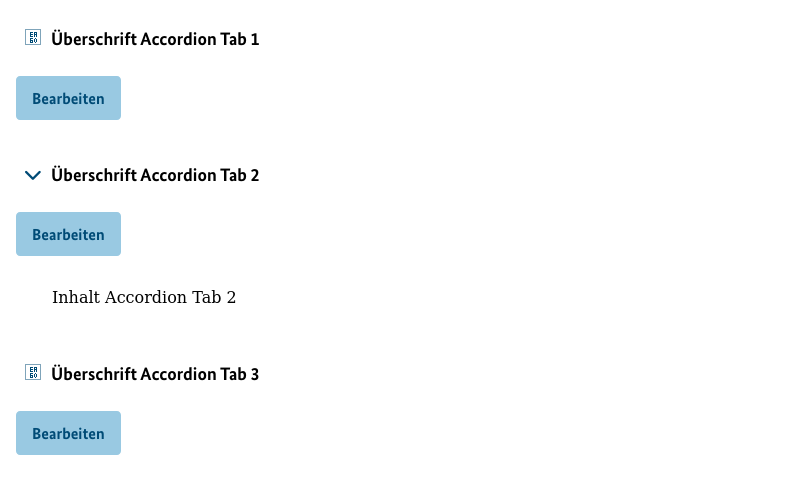 Überschrift Accordion Tab 1
Bearbeiten
Überschrift Accordion Tab 2
Bearbeiten
Inhalt Accordion Tab 2
Überschrift Accordion Tab 3
Bearbeiten